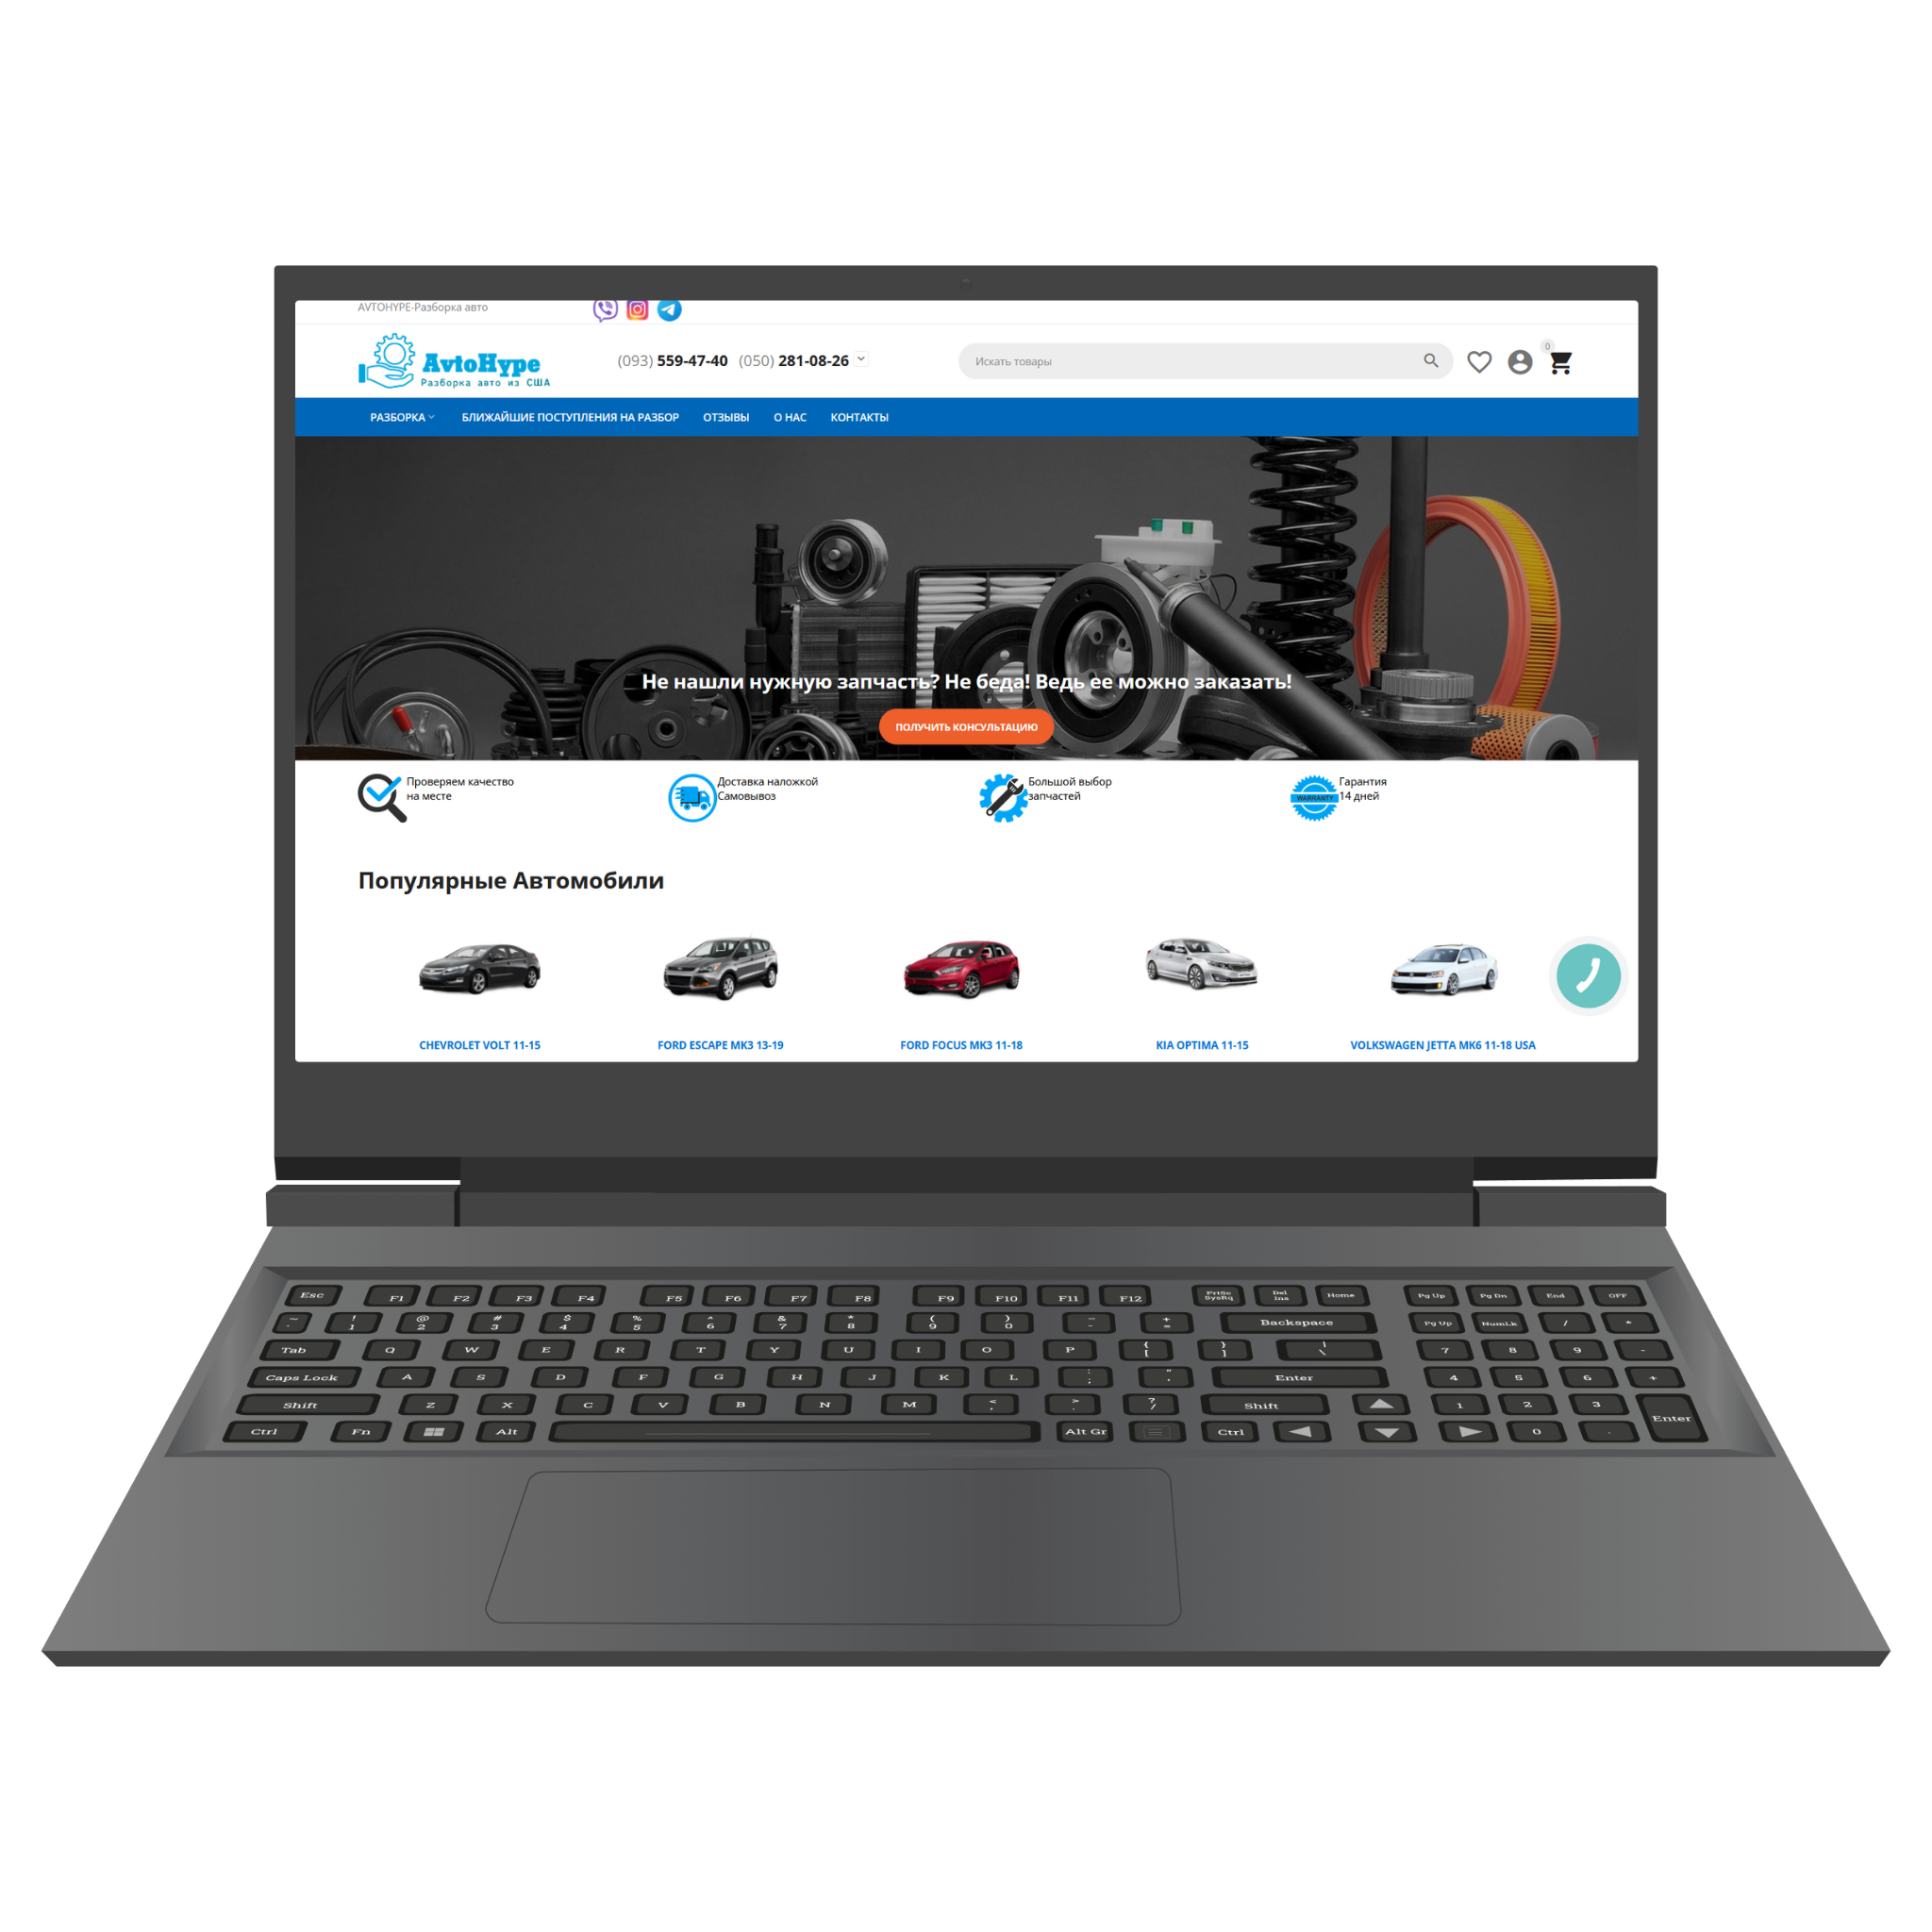 AVTOHYPE-Разборка авто
AvtoHype
Разборка авто из США
(093) 559-47-40 (050) 281-08-26
Искать товары
0
РАЗБОРКА БЛИЖАЙШИЕ ПОСТУПЛЕНИЯ НА РАЗБОР ОТЗЫВЫ О НАС КОНТАКТЫ
Не нашли нужную запчасть? Не беда! Ведь ее можно заказать!
ПОЛУЧИТЬ КОНСУЛЬТАЦИЮ
Проверяем качество
на месте
Доставка наложкой
Самовывоз
Большой выбор
запчастей
WARRANTY
Гарантия
14 дней
Популярные Автомобили
CHEVROLET VOLT 11-15
FORD ESCAPE MK3 13-19
FORD FOCUS MK3 11-18
KIA OPTIMA 11-15
VOLKSWAGEN JETTA MK6 11-18 USA
Esc F1 F2 F3 F4 F5 F6 F7 F8 F9 F10 F11 F12 PrtSc SysRq Del Ins Home Pg Up Pg Dn End OFF
~ ! 1 @ 2 # 3 $ 4 % 5 ^ 6 & 7 * 8 ( 9 ) 0 - + = Backspace Pg Up NumLk / *
Tab Q W E R T Y U I O P { [ } ] | \ 7 8 9 -
Caps Lock A S D F G H J K L : ; " Enter 4 5 6 +
Shift Z X C V B N M < , > . ? / Shift 1 2 3 Enter
Ctrl Fn Alt Alt Gr Ctrl 0 .